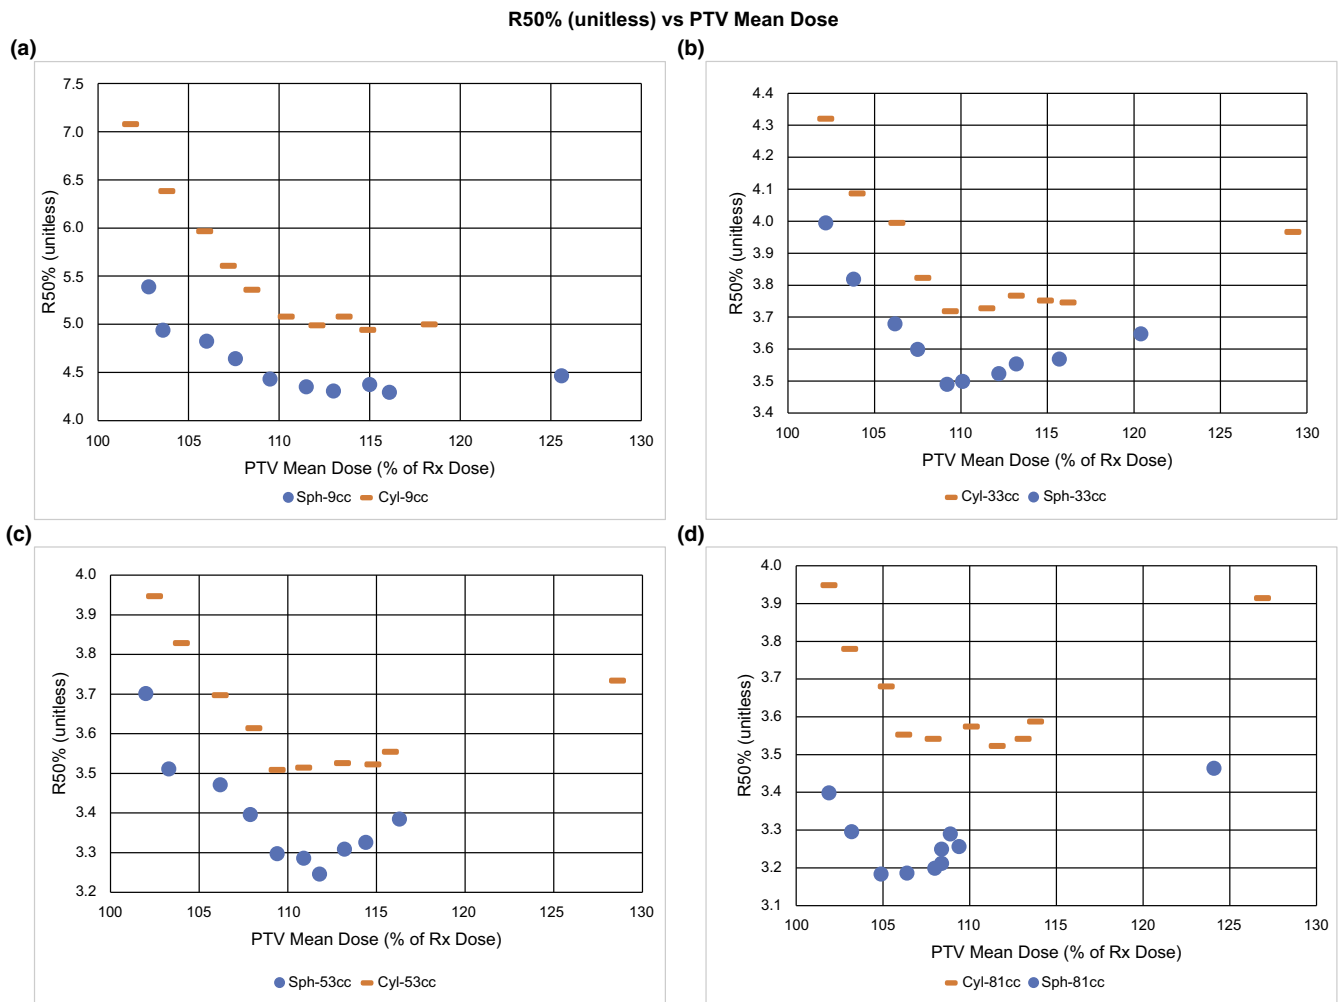 R50% (unitless) vs PTV Mean Dose
(a)
7.5
7.0
6.5
6.0
5.5
5.0
4.5
4.0
R50% (unitless)
100 105 110 115 120 125 130
PTV Mean Dose (% of Rx Dose)
Sph-9cc Cyl-9cc
(b)
4.4
4.3
4.2
4.1
4.0
3.9
3.8
3.7
3.6
3.5
3.4
R50% (unitless)
100 105 110 115 120 125 130
PTV Mean Dose (% of Rx Dose)
Cyl-33cc Sph-33cc
(c)
4.0
3.9
3.8
3.7
3.6
3.5
3.4
3.3
3.2
R50% (unitless)
100 105 110 115 120 125 130
PTV Mean Dose (% of Rx Dose)
Sph-53cc Cyl-53cc
(d)
4.0
3.9
3.8
3.7
3.6
3.5
3.4
3.3
3.2
3.1
R50% (unitless)
100 105 110 115 120 125 130
PTV Mean Dose (% of Rx Dose)
Cyl-81cc Sph-81cc